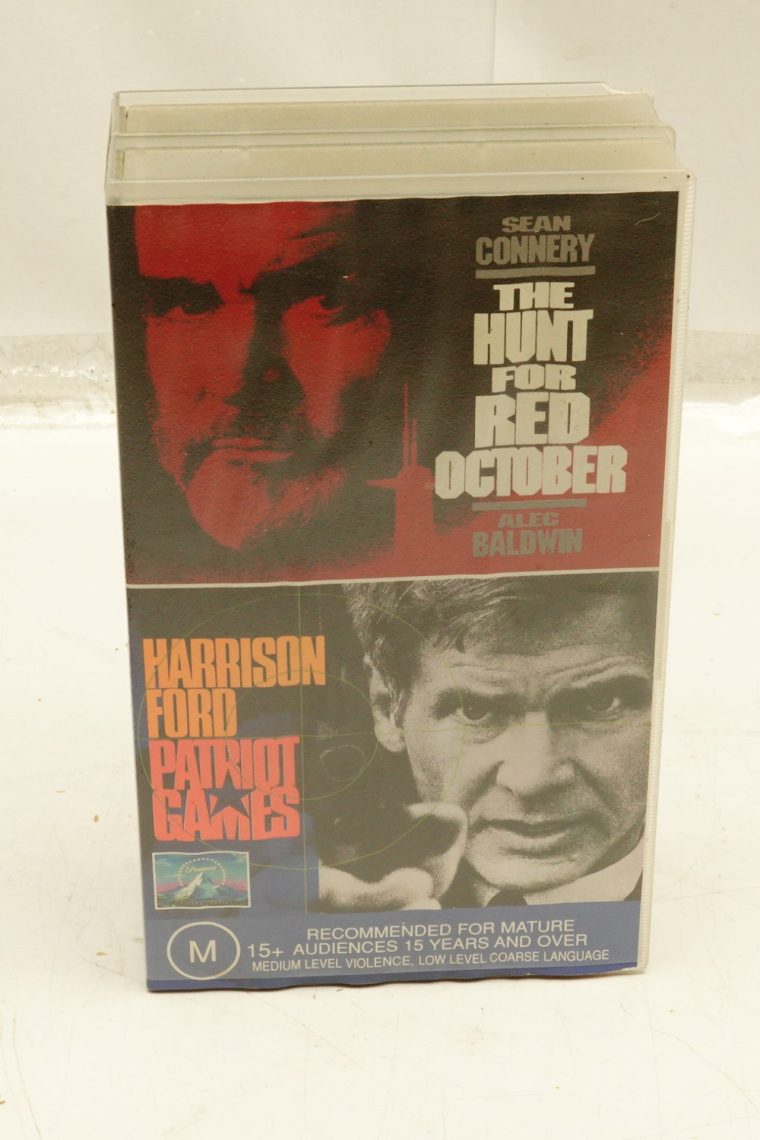 SEAN
CONNERY
THE
HUNT
FOR
RED
OCTOBER
ALEC
BALDWIN
HARRISON
FORD
PATRIOT
GAMES
Paramount
M
RECOMMENDED FOR MATURE
15+ AUDIENCES 15 YEARS AND OVER
MEDIUM LEVEL VIOLENCE, LOW LEVEL COARSE LANGUAGE